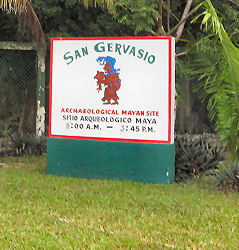 SAN GERVASIO
ARCHAEOLOGICAL MAYAN SITE
SITIO ARQUEOLOGICO MAYA
8:00 A.M. - 3:45 P.M.